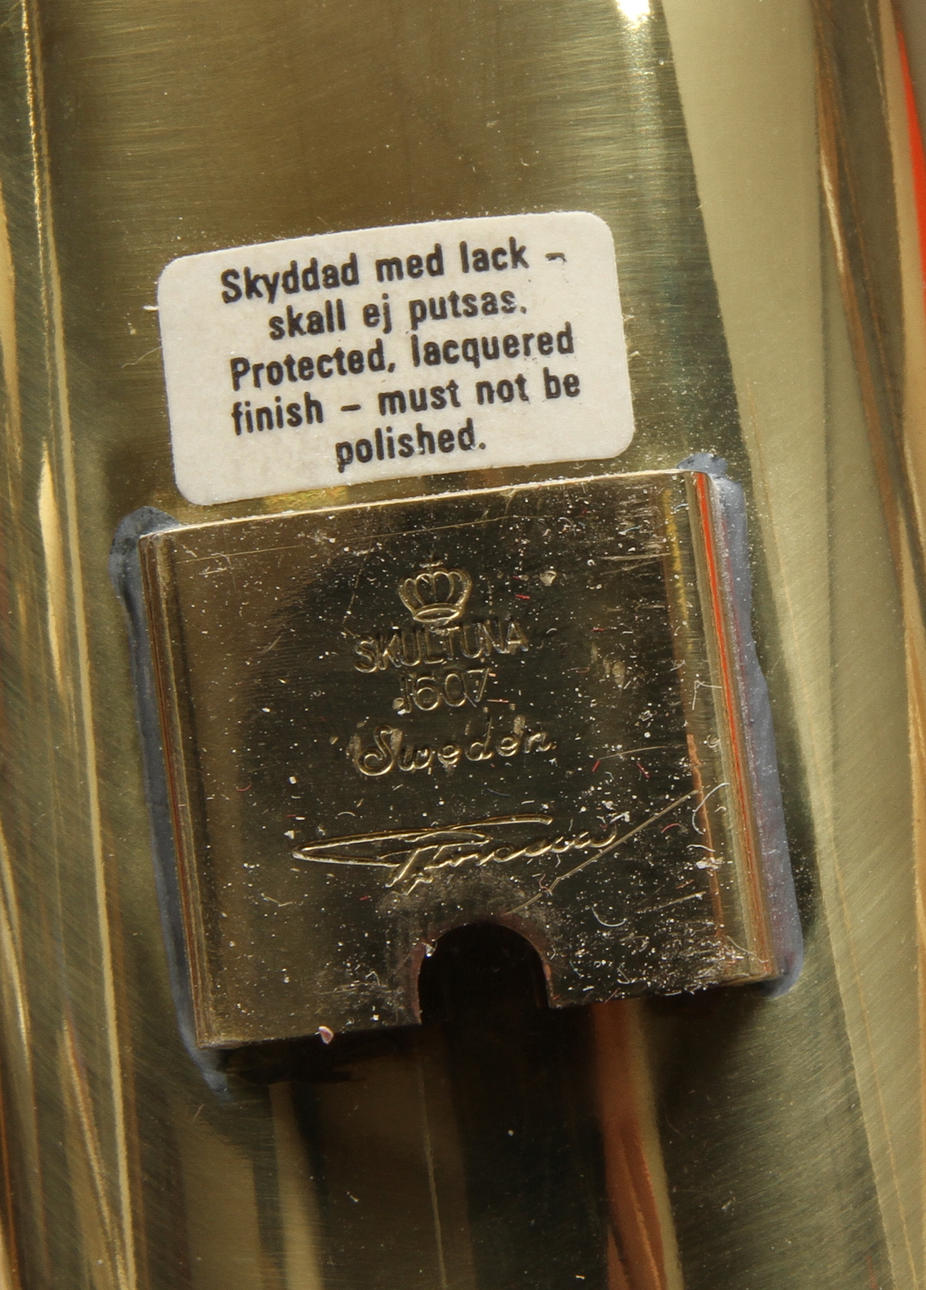 Skyddad med lack –
skall ej putsas.
Protected, lacquered
finish – must not be
polished.
SKULTUNA
1607
Sweden